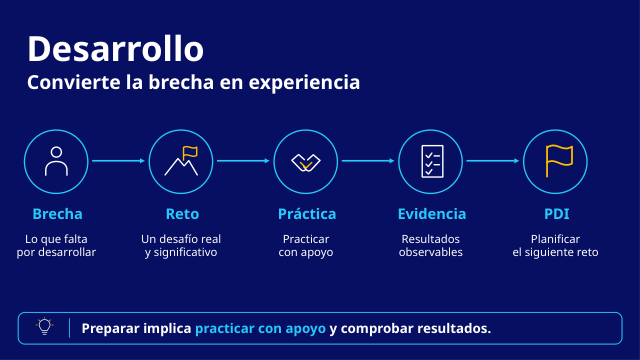 Desarrollo
Convierte la brecha en experiencia
Brecha
Lo que falta
por desarrollar
Reto
Un desafío real
y significativo
Práctica
Practicar
con apoyo
Evidencia
Resultados
observables
PDI
Planificar
el siguiente reto
Preparar implica practicar con apoyo y comprobar resultados.